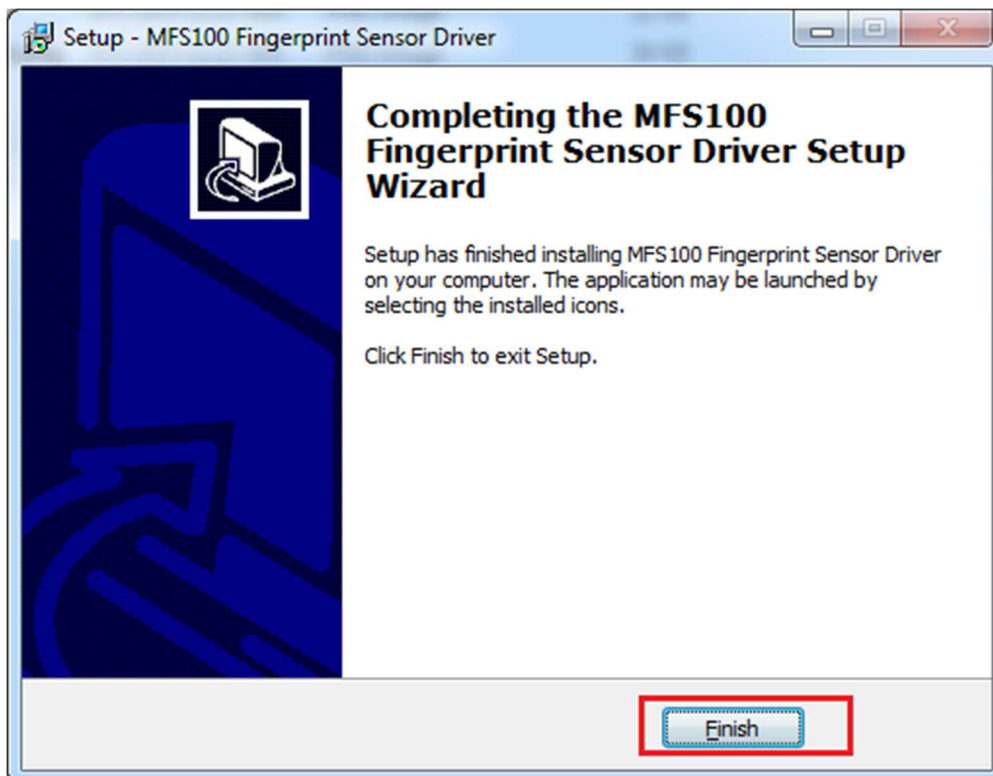 Setup - MFS100 Fingerprint Sensor Driver
Completing the MFS100
Fingerprint Sensor Driver Setup
Wizard
Setup has finished installing MFS100 Fingerprint Sensor Driver
on your computer. The application may be launched by
selecting the installed icons.
Click Finish to exit Setup.
Finish